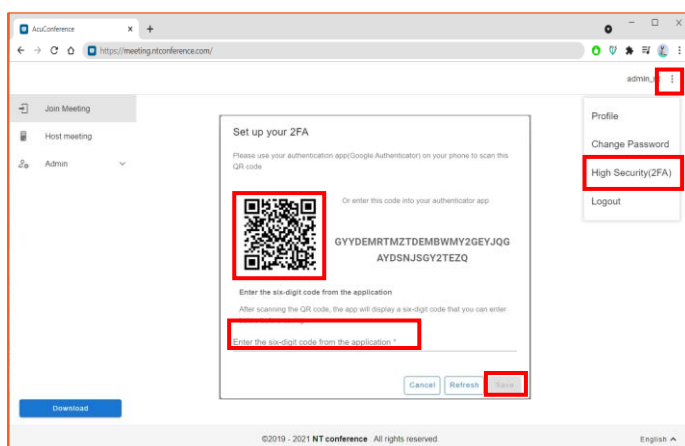 AcuConference
https://meeting.ntconference.com/
admin_
Join Meeting
Host meeting
Admin
Profile
Change Password
High Security(2FA)
Logout
Set up your 2FA
Please use your authentication app(Google Authenticator) on your phone to scan this
QR code
Or enter this code into your authenticator app
GYYDEMRTMZTDEMBWMY2GEYJQG
AYDSNJSGY2TEZQ
Enter the six-digit code from the application
After scanning the QR code, the app will display a six-digit code that you can enter
Enter the six-digit code from the application *
Cancel
Refresh
Save
Download
©2019 - 2021 NT conference All rights reserved.
English